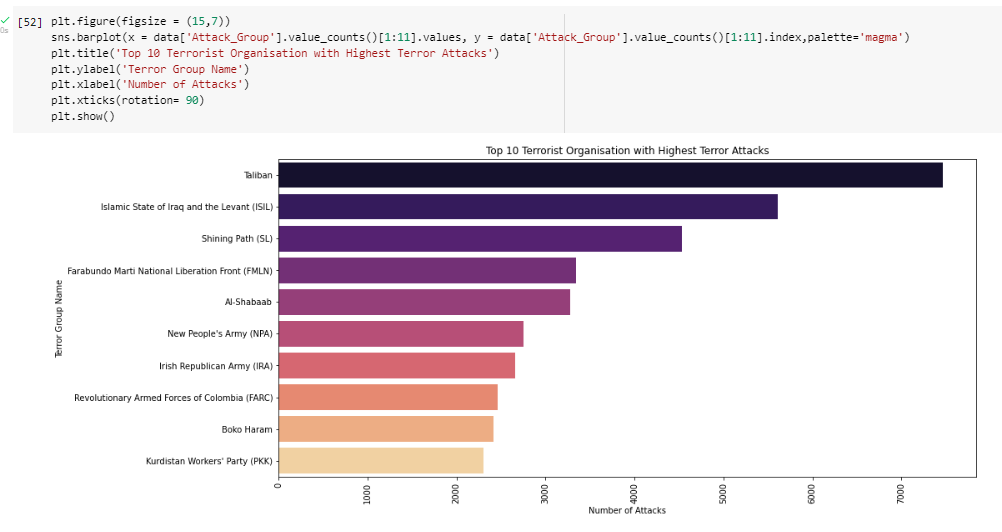 [52] plt.figure(figsize = (15,7))
sns.barplot(x = data['Attack_Group'].value_counts()[1:11].values, y = data['Attack_Group'].value_counts()[1:11].index,palette='magma')
plt.title('Top 10 Terrorist Organisation with Highest Terror Attacks')
plt.ylabel('Terror Group Name')
plt.xlabel('Number of Attacks')
plt.xticks(rotation= 90)
plt.show()
0s
Top 10 Terrorist Organisation with Highest Terror Attacks
Terror Group Name
Taliban
Islamic State of Iraq and the Levant (ISIL)
Shining Path (SL)
Farabundo Marti National Liberation Front (FMLN)
Al-Shabaab
New People's Army (NPA)
Irish Republican Army (IRA)
Revolutionary Armed Forces of Colombia (FARC)
Boko Haram
Kurdistan Workers' Party (PKK)
0
1000
2000
3000
4000
5000
6000
7000
Number of Attacks